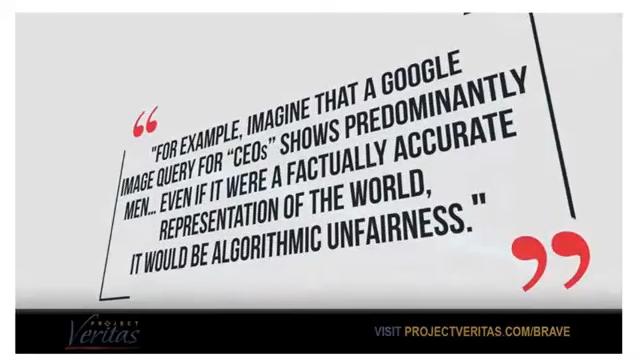 "FOR EXAMPLE, IMAGINE THAT A GOOGLE
IMAGE QUERY FOR “CEOs” SHOWS PREDOMINANTLY
MEN... EVEN IF IT WERE A FACTUALLY ACCURATE
REPRESENTATION OF THE WORLD,
IT WOULD BE ALGORITHMIC UNFAIRNESS."
PROJECT
Veritas
VISIT PROJECTVERITAS.COM/BRAVE